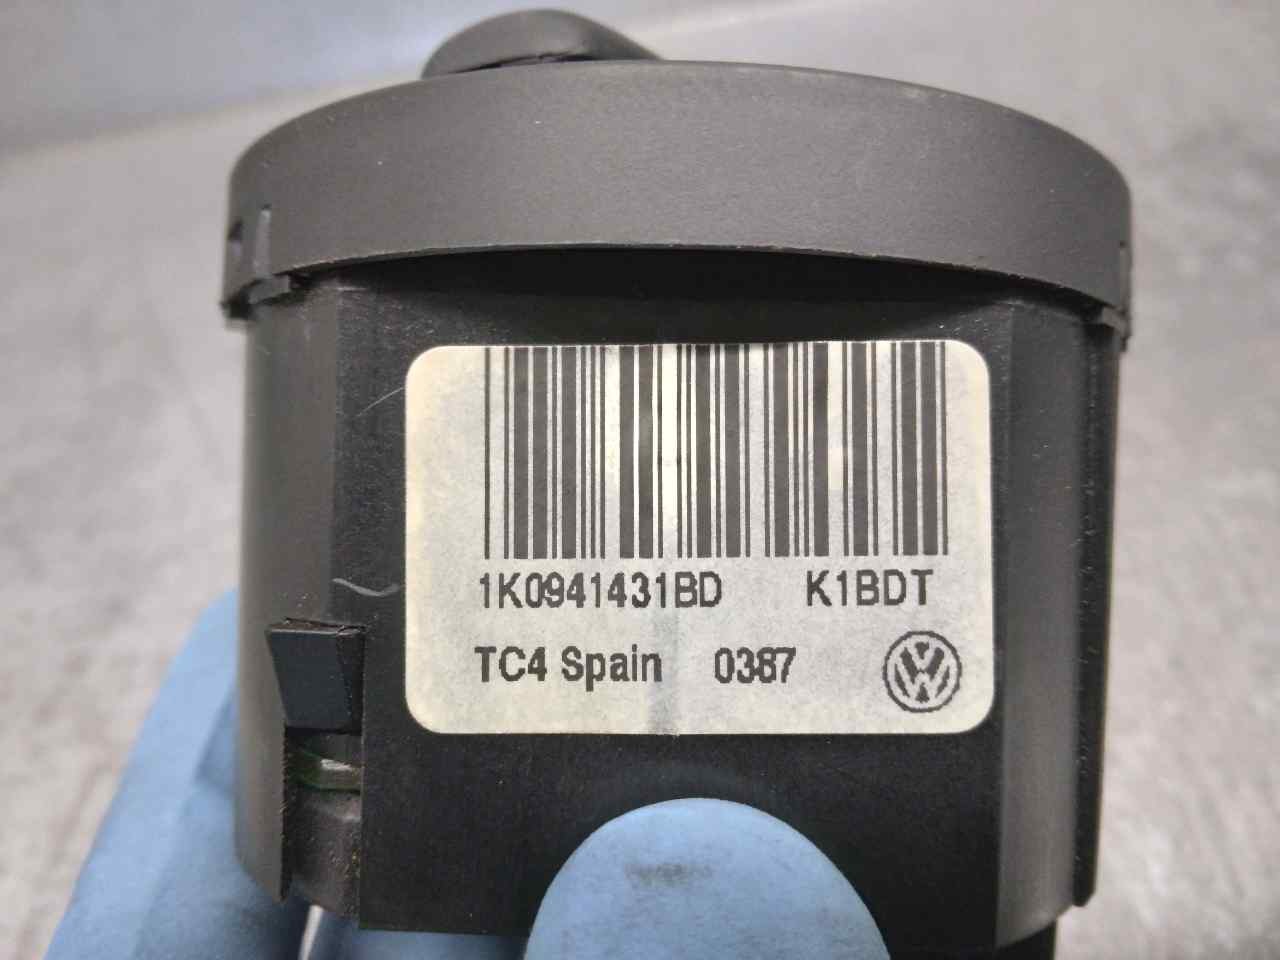 1K0941431BD K1BDT
TC4 Spain 0387